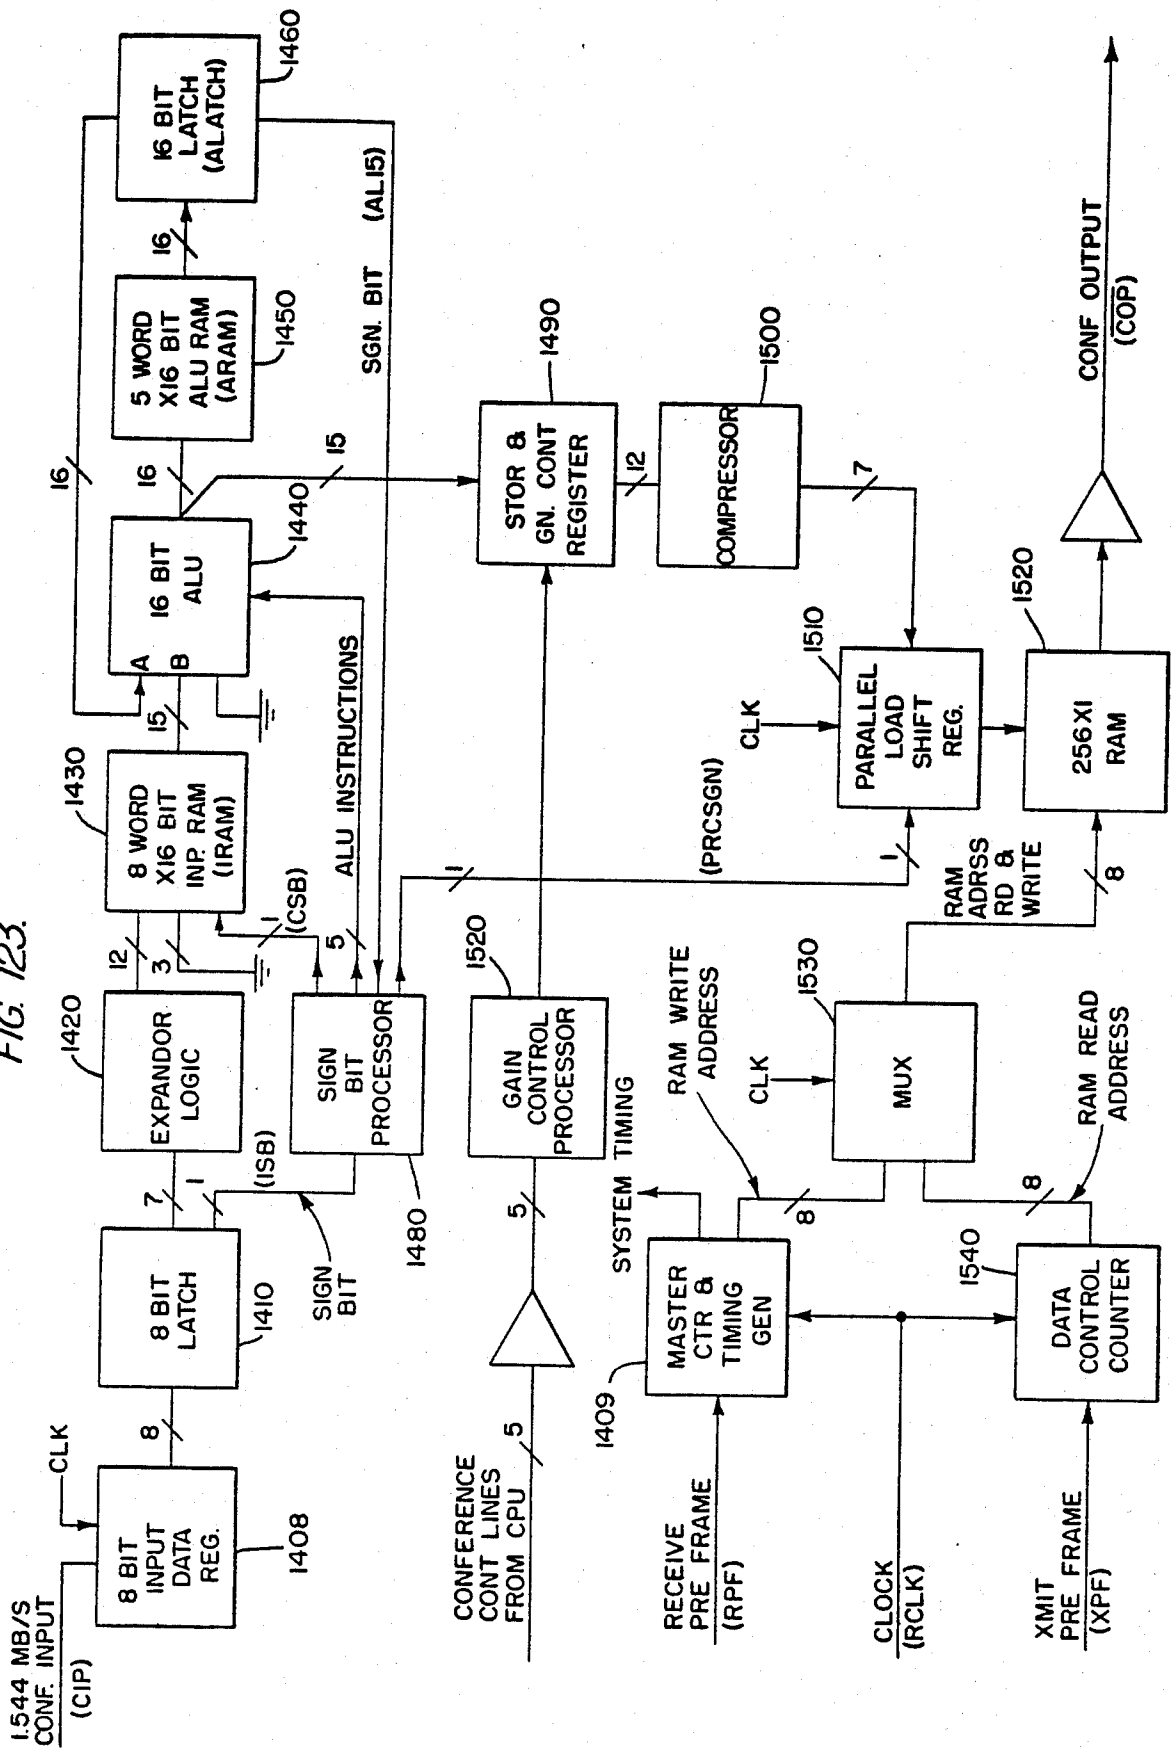 FIG. 123.
1.544 MB/S
CONF. INPUT
(CIP)
CLK
8 BIT
INPUT
DATA
REG.
1408
8
8 BIT
LATCH
1410
7
1
(ISB)
SIGN
BIT
EXPANDOR
LOGIC
1420
12
3
8 WORD
X16 BIT
INP. RAM
(IRAM)
1430
1
(CSB)
15
A
B
16 BIT
ALU
1440
16
16
15
5 WORD
X16 BIT
ALU RAM
(ARAM)
1450
16
16 BIT
LATCH
(ALATCH)
1460
SIGN
BIT
PROCESSOR
1480
5
ALU INSTRUCTIONS
SGN. BIT (AL15)
1
(PRCSGN)
1
CONFERENCE
CONT LINES
FROM CPU
5
5
GAIN
CONTROL
PROCESSOR
1520
STOR &
GN. CONT
REGISTER
1490
12
COMPRESSOR
1500
7
CLK
PARALLEL
LOAD
SHIFT
REG.
1510
RECEIVE
PRE FRAME
(RPF)
MASTER
CTR &
TIMING
GEN
1409
SYSTEM TIMING
RAM WRITE
ADDRESS
8
CLK
MUX
1530
RAM
ADRSS
RD &
WRITE
8
256X1
RAM
1520
CONF OUTPUT
(COP)
CLOCK
(RCLK)
XMIT
PRE FRAME
(XPF)
DATA
CONTROL
COUNTER
1540
8
RAM READ
ADDRESS